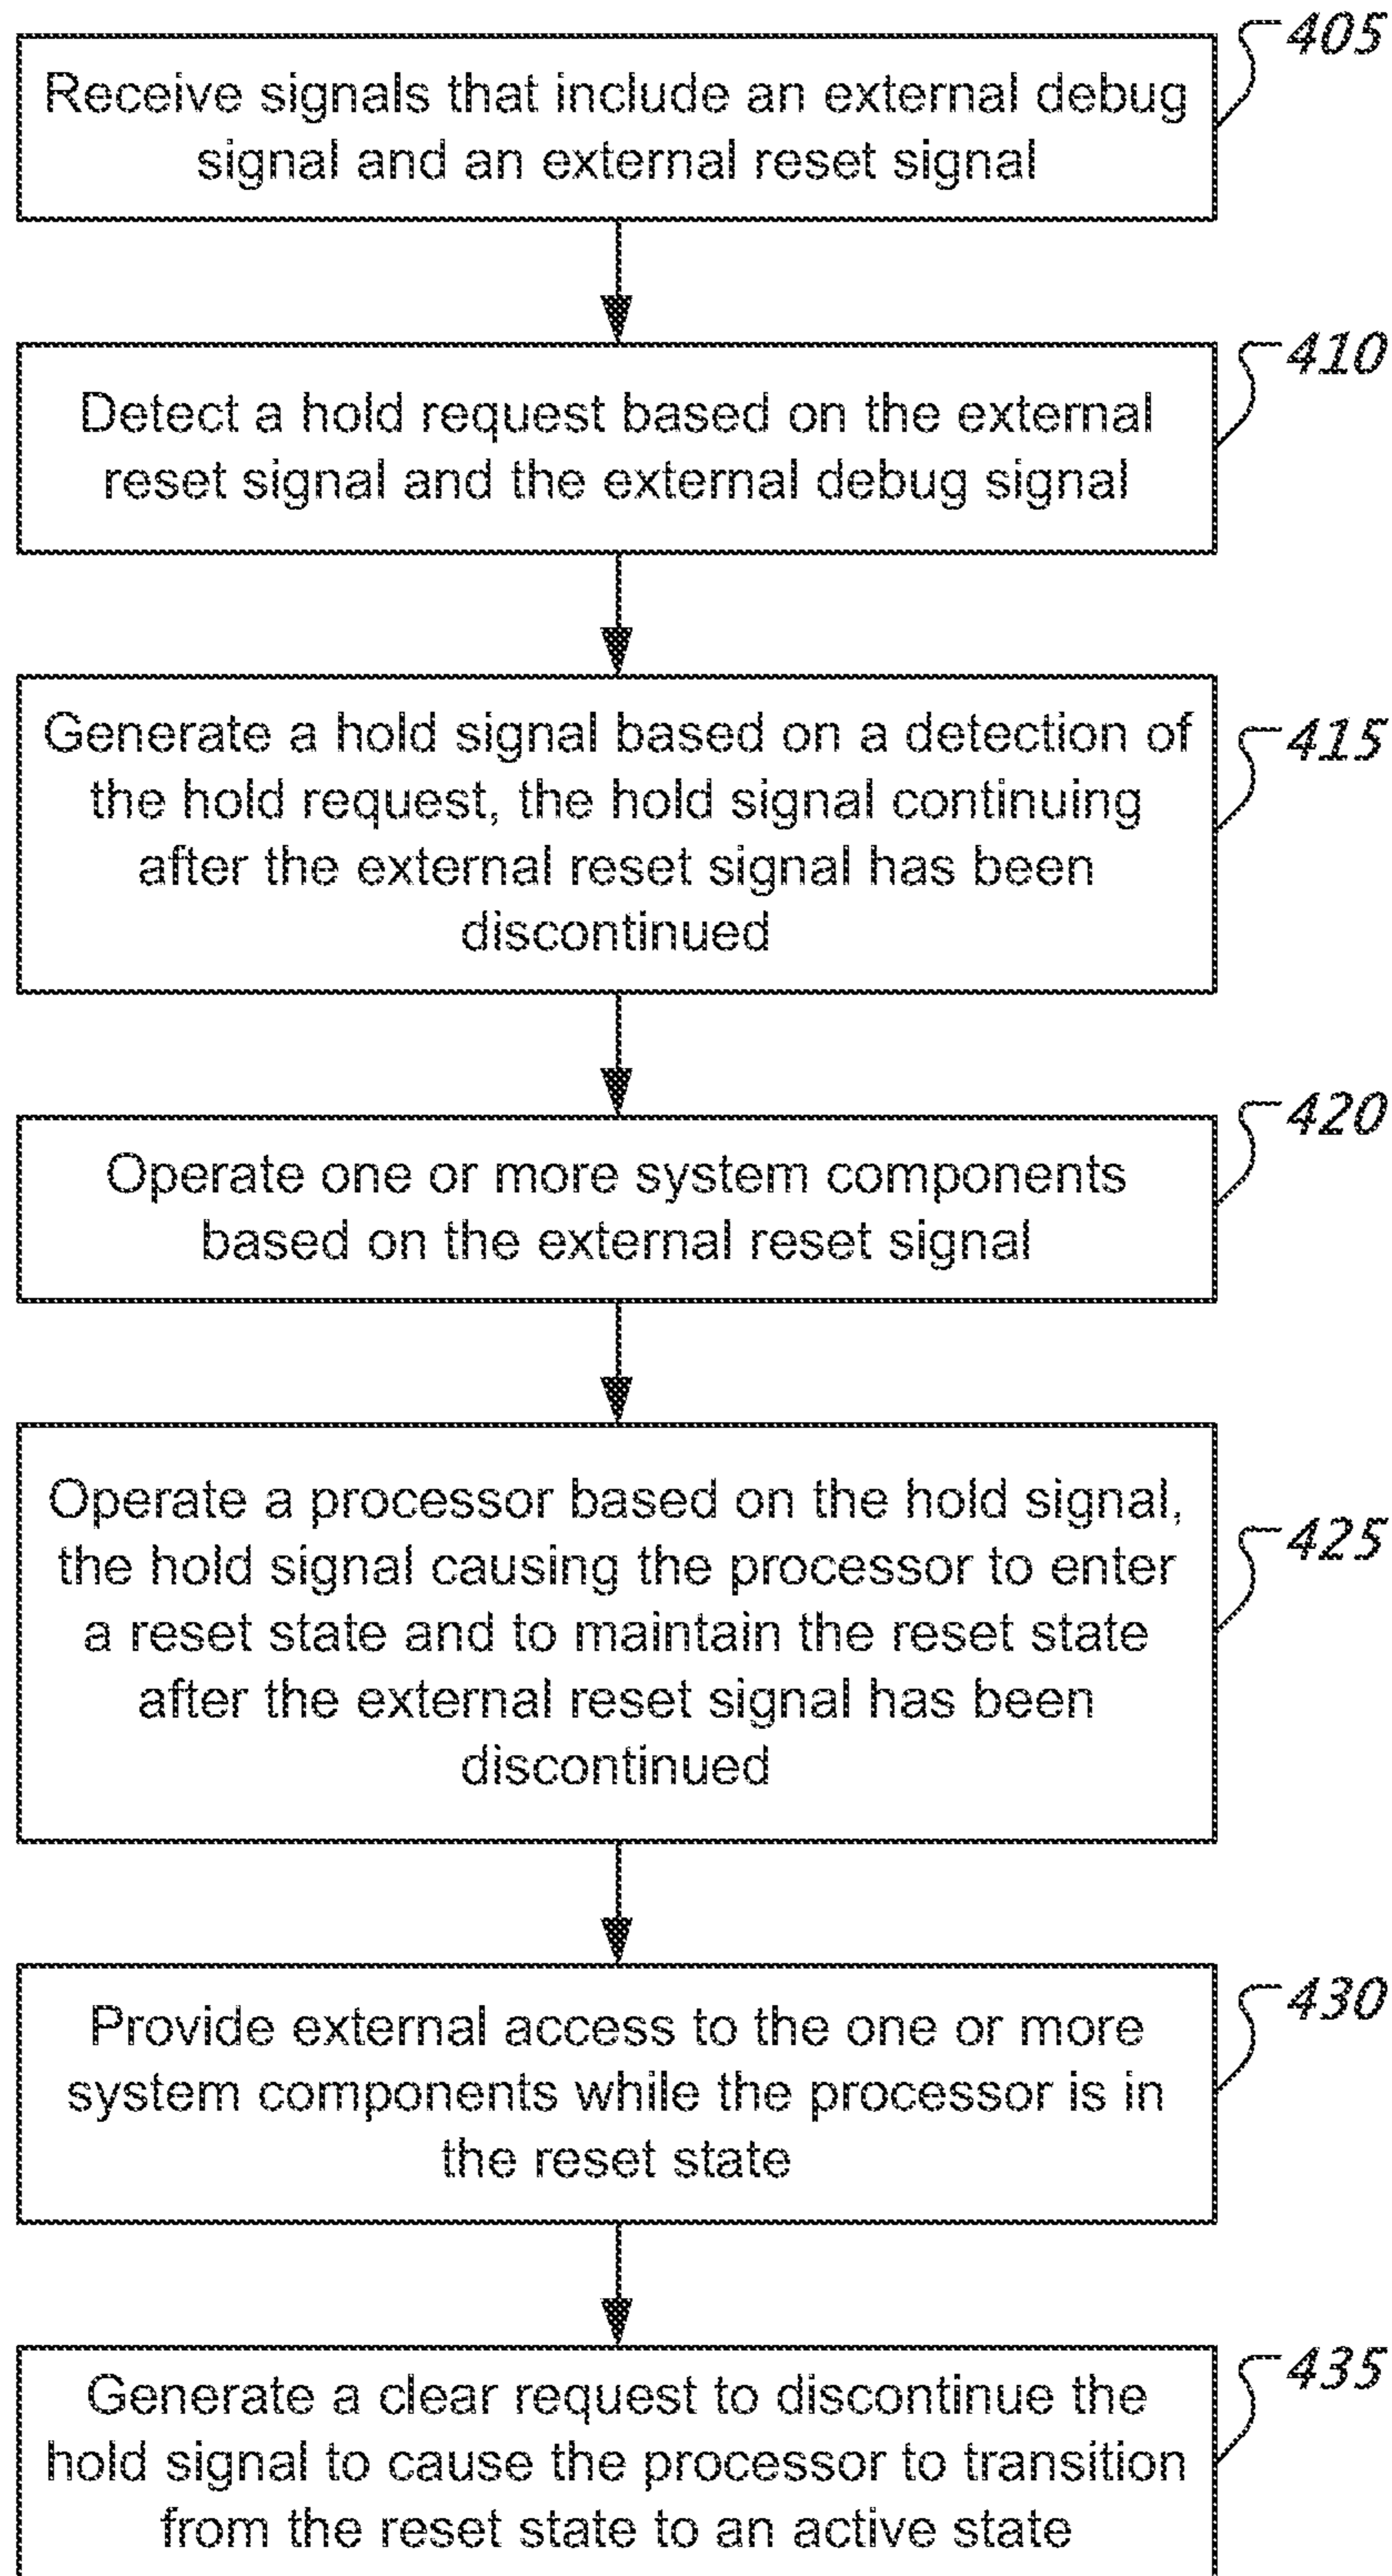 405
Receive signals that include an external debug
signal and an external reset signal
410
Detect a hold request based on the external
reset signal and the external debug signal
415
Generate a hold signal based on a detection of
the hold request, the hold signal continuing
after the external reset signal has been
discontinued
420
Operate one or more system components
based on the external reset signal
425
Operate a processor based on the hold signal,
the hold signal causing the processor to enter
a reset state and to maintain the reset state
after the external reset signal has been
discontinued
430
Provide external access to the one or more
system components while the processor is in
the reset state
435
Generate a clear request to discontinue the
hold signal to cause the processor to transition
from the reset state to an active state